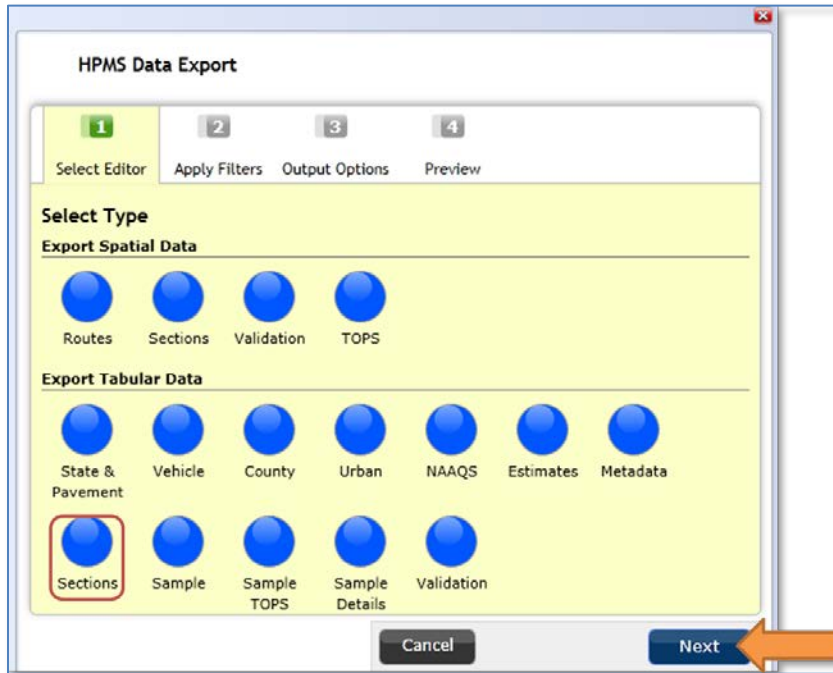 HPMS Data Export
1 2 3 4
Select Editor Apply Filters Output Options Preview
Select Type
Export Spatial Data
Routes Sections Validation TOPS
Export Tabular Data
State & Vehicle County Urban NAAQS Estimates Metadata
Pavement
Sections Sample Sample Sample Validation
TOPS Details
Cancel Next